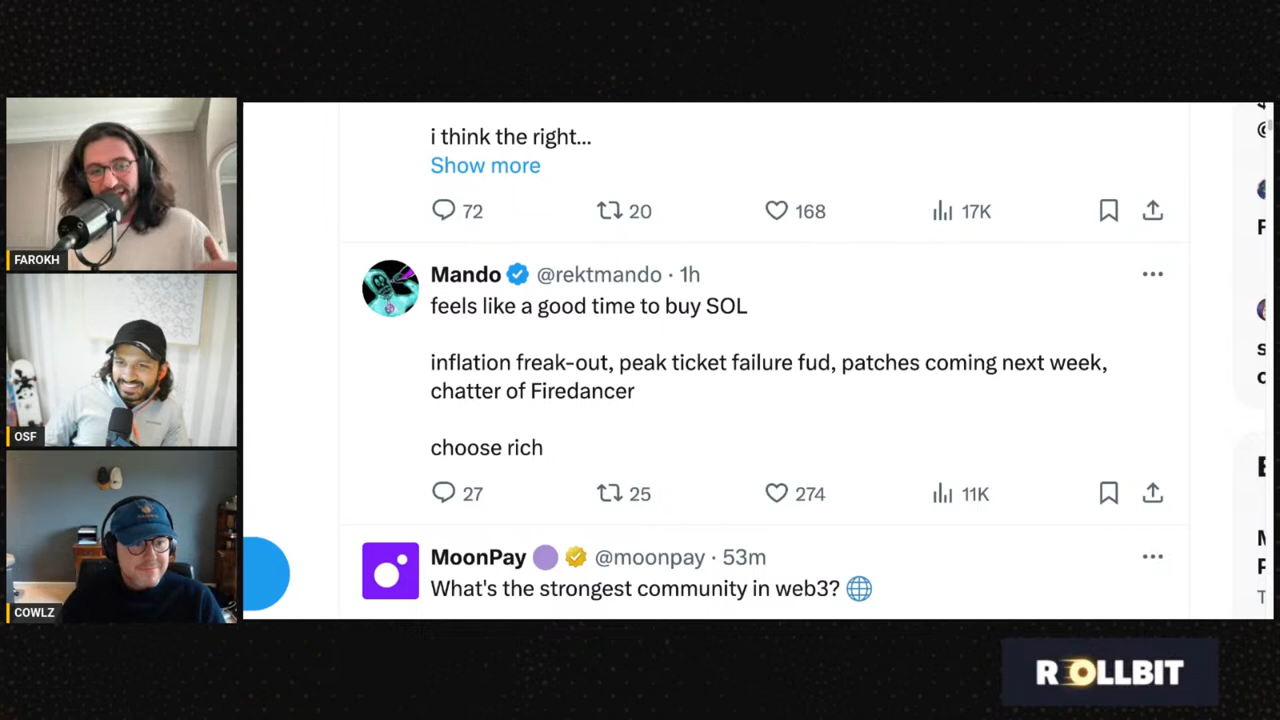 FAROKH
OSF
COWLZ
i think the right...
Show more
72
20
168
17K
Mando @rektmando · 1h
feels like a good time to buy SOL
inflation freak-out, peak ticket failure fud, patches coming next week,
chatter of Firedancer
choose rich
27
25
274
11K
MoonPay @moonpay · 53m
What's the strongest community in web3? 🌐
ROLLBIT